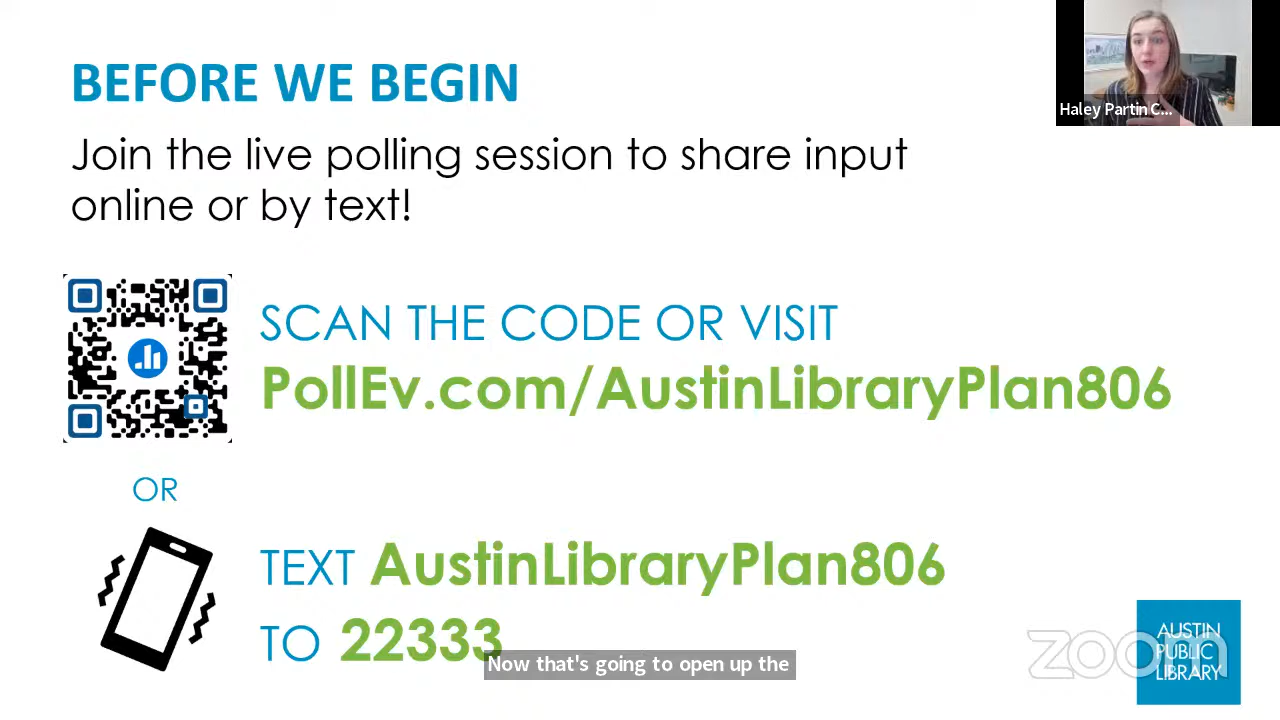 BEFORE WE BEGIN
Haley Partin C...
Join the live polling session to share input
online or by text!
SCAN THE CODE OR VISIT
PollEv.com/AustinLibraryPlan806
OR
TEXT AustinLibraryPlan806
TO 22333
Now that's going to open up the
zoom
AUSTIN
PUBLIC
LIBRARY